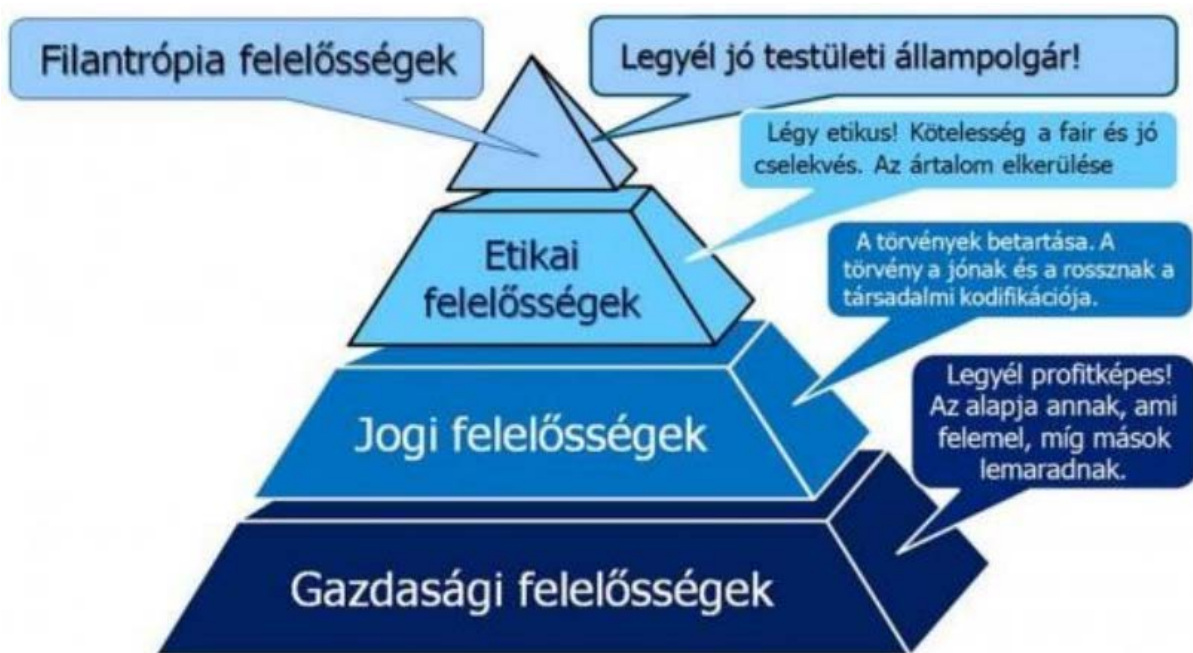 Filantrópia felelősségek
Legyél jó testületi állampolgár!
Légy etikus! Kötelesség a fair és jó
cselekvés. Az ártalom elkerülése
Etikai
felelősségek
A törvények betartása. A
törvény a jónak és a rossznak a
társadalmi kodifikációja.
Jogi felelősségek
Legyél profitképes!
Az alapja annak, ami
felemel, míg mások
lemaradnak.
Gazdasági felelősségek